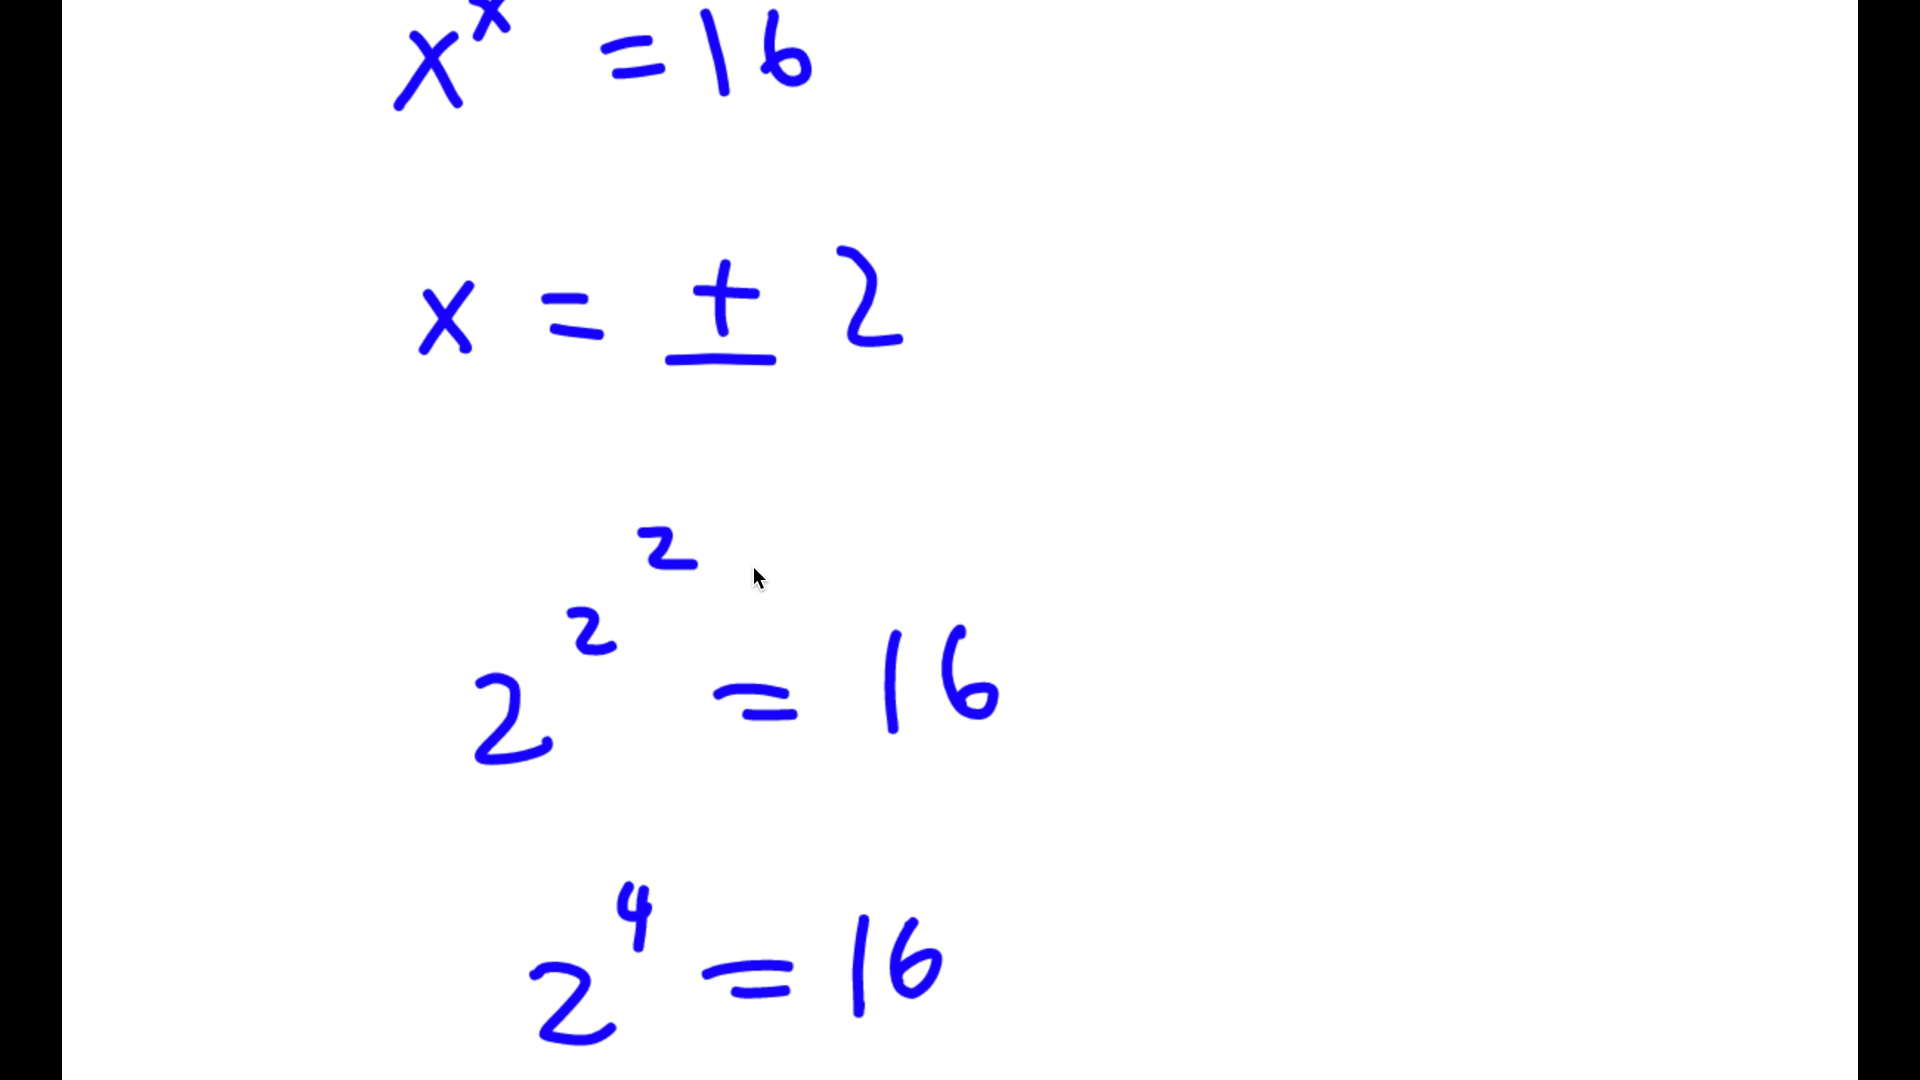 x^x = 16
x = ± 2
2^2^2 = 16
2^4 = 16